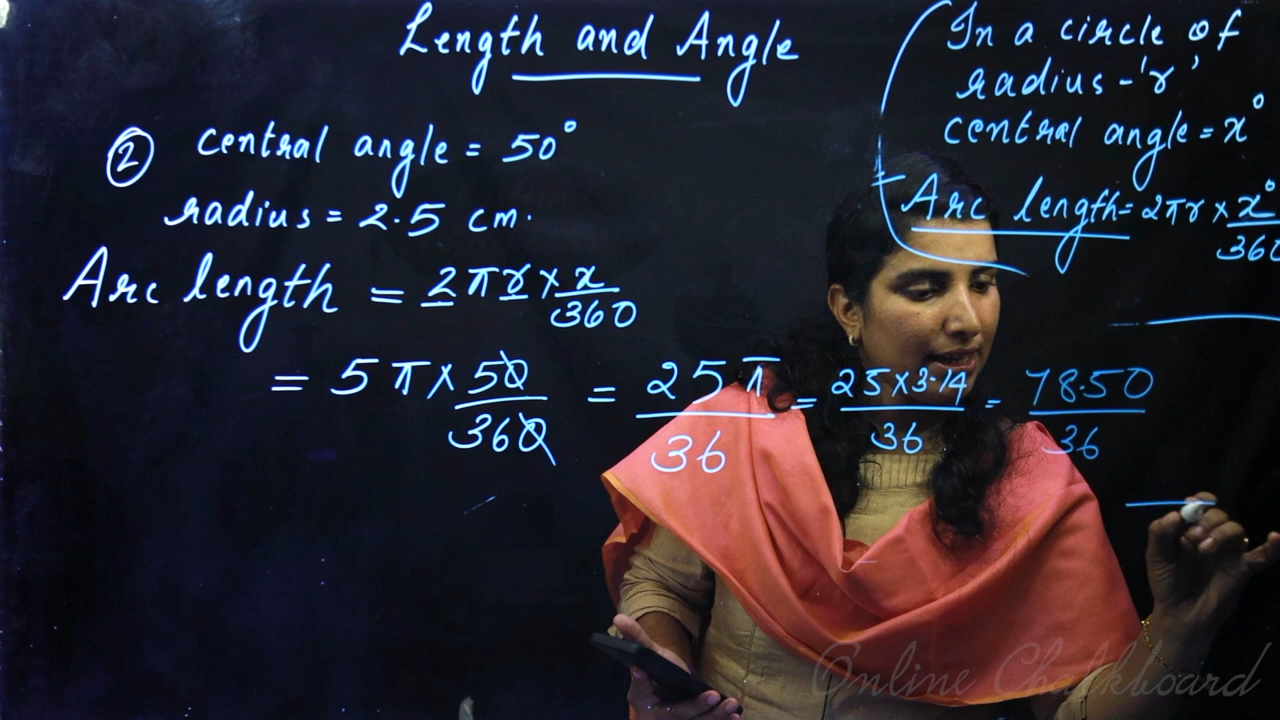 Length and Angle
② central angle = 50°
radius = 2.5 cm.
Arc length = 2πr × x/360
= 5π × 50/360 = 25π/36 = 25×3.14/36 = 78.50/36
In a circle of
radius - 'r'
central angle = x°
Arc length = 2πr × x°/360
Online Chalkboard